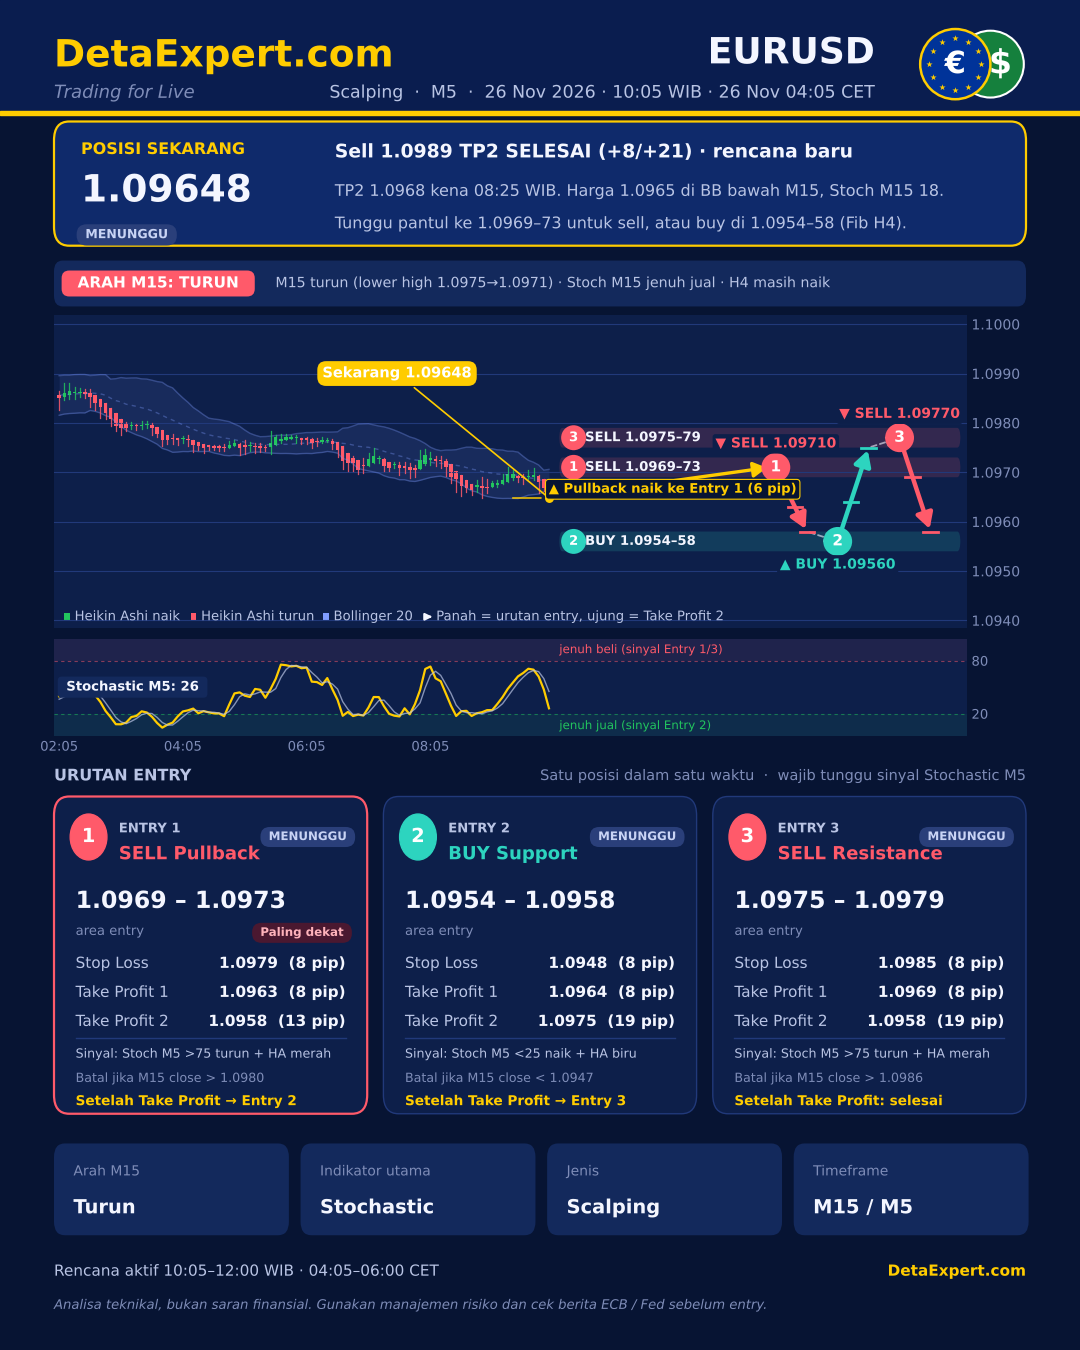 DetaExpert.com
EURUSD
€ $
Trading for Live
Scalping · M5 · 26 Nov 2026 · 10:05 WIB · 26 Nov 04:05 CET
POSISI SEKARANG
1.09648
MENUNGGU
Sell 1.0989 TP2 SELESAI (+8/+21) · rencana baru
TP2 1.0968 kena 08:25 WIB. Harga 1.0965 di BB bawah M15, Stoch M15 18.
Tunggu pantul ke 1.0969–73 untuk sell, atau buy di 1.0954–58 (Fib H4).
ARAH M15: TURUN
M15 turun (lower high 1.0975→1.0971) · Stoch M15 jenuh jual · H4 masih naik
1.1000
1.0990
1.0980
1.0970
1.0960
1.0950
1.0940
Sekarang 1.09648
▼ SELL 1.09770
3 SELL 1.0975–79
▼ SELL 1.09710
3
1 SELL 1.0969–73
1
▲ Pullback naik ke Entry 1 (6 pip)
2 BUY 1.0954–58
2
▲ BUY 1.09560
Heikin Ashi naik
Heikin Ashi turun
Bollinger 20
Panah = urutan entry, ujung = Take Profit 2
jenuh beli (sinyal Entry 1/3)
80
Stochastic M5: 26
20
jenuh jual (sinyal Entry 2)
02:05
04:05
06:05
08:05
URUTAN ENTRY
Satu posisi dalam satu waktu · wajib tunggu sinyal Stochastic M5
1
ENTRY 1
MENUNGGU
SELL Pullback
1.0969 – 1.0973
area entry
Paling dekat
Stop Loss 1.0979 (8 pip)
Take Profit 1 1.0963 (8 pip)
Take Profit 2 1.0958 (13 pip)
Sinyal: Stoch M5 >75 turun + HA merah
Batal jika M15 close > 1.0980
Setelah Take Profit → Entry 2
2
ENTRY 2
MENUNGGU
BUY Support
1.0954 – 1.0958
area entry
Stop Loss 1.0948 (8 pip)
Take Profit 1 1.0964 (8 pip)
Take Profit 2 1.0975 (19 pip)
Sinyal: Stoch M5 <25 naik + HA biru
Batal jika M15 close < 1.0947
Setelah Take Profit → Entry 3
3
ENTRY 3
MENUNGGU
SELL Resistance
1.0975 – 1.0979
area entry
Stop Loss 1.0985 (8 pip)
Take Profit 1 1.0969 (8 pip)
Take Profit 2 1.0958 (19 pip)
Sinyal: Stoch M5 >75 turun + HA merah
Batal jika M15 close > 1.0986
Setelah Take Profit: selesai
Arah M15
Turun
Indikator utama
Stochastic
Jenis
Scalping
Timeframe
M15 / M5
Rencana aktif 10:05–12:00 WIB · 04:05–06:00 CET
DetaExpert.com
Analisa teknikal, bukan saran finansial. Gunakan manajemen risiko dan cek berita ECB / Fed sebelum entry.